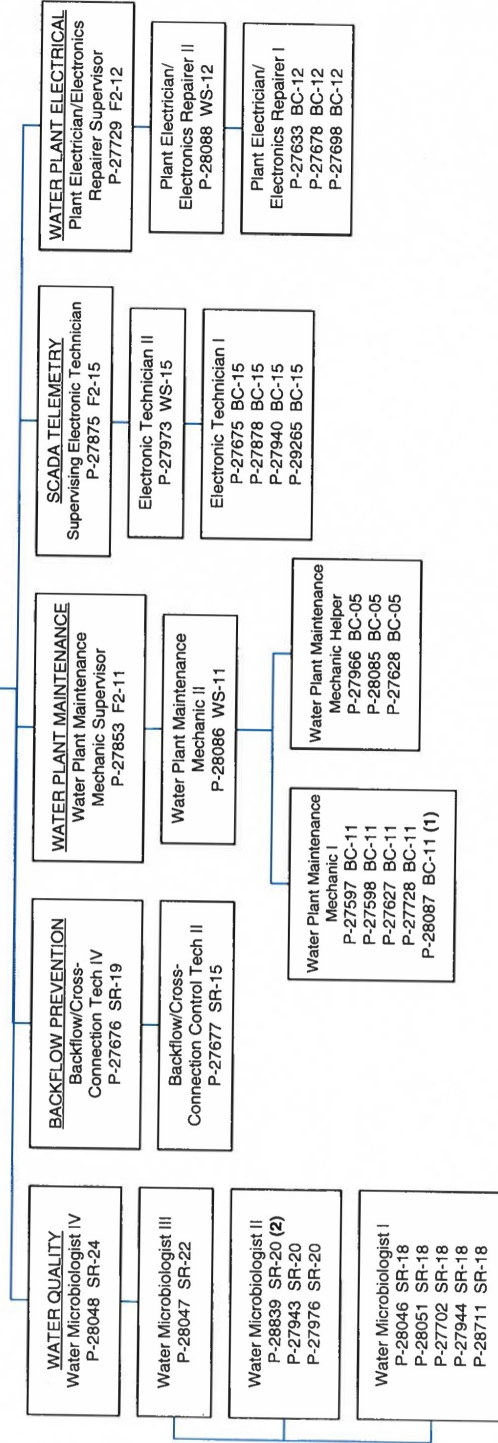 WATER QUALITY
Water Microbiologist IV
P-28048 SR-24
Water Microbiologist III
P-28047 SR-22
Water Microbiologist II
P-28839 SR-20 (2)
P-27943 SR-20
P-27976 SR-20
Water Microbiologist I
P-28046 SR-18
P-28051 SR-18
P-27702 SR-18
P-27944 SR-18
P-28711 SR-18
BACKFLOW PREVENTION
Backflow/Cross-
Connection Tech IV
P-27676 SR-19
Backflow/Cross-
Connection Control Tech II
P-27677 SR-15
WATER PLANT MAINTENANCE
Water Plant Maintenance
Mechanic Supervisor
P-27853 F2-11
Water Plant Maintenance
Mechanic II
P-28086 WS-11
Water Plant Maintenance
Mechanic I
P-27597 BC-11
P-27598 BC-11
P-27627 BC-11
P-27728 BC-11
P-28087 BC-11 (1)
Water Plant Maintenance
Mechanic Helper
P-27966 BC-05
P-28085 BC-05
P-27628 BC-05
SCADA TELEMETRY
Supervising Electronic Technician
P-27875 F2-15
Electronic Technician II
P-27973 WS-15
Electronic Technician I
P-27675 BC-15
P-27878 BC-15
P-27940 BC-15
P-29265 BC-15
WATER PLANT ELECTRICAL
Plant Electrician/Electronics
Repairer Supervisor
P-27729 F2-12
Plant Electrician/
Electronics Repairer II
P-28088 WS-12
Plant Electrician/
Electronics Repairer I
P-27633 BC-12
P-27678 BC-12
P-27698 BC-12